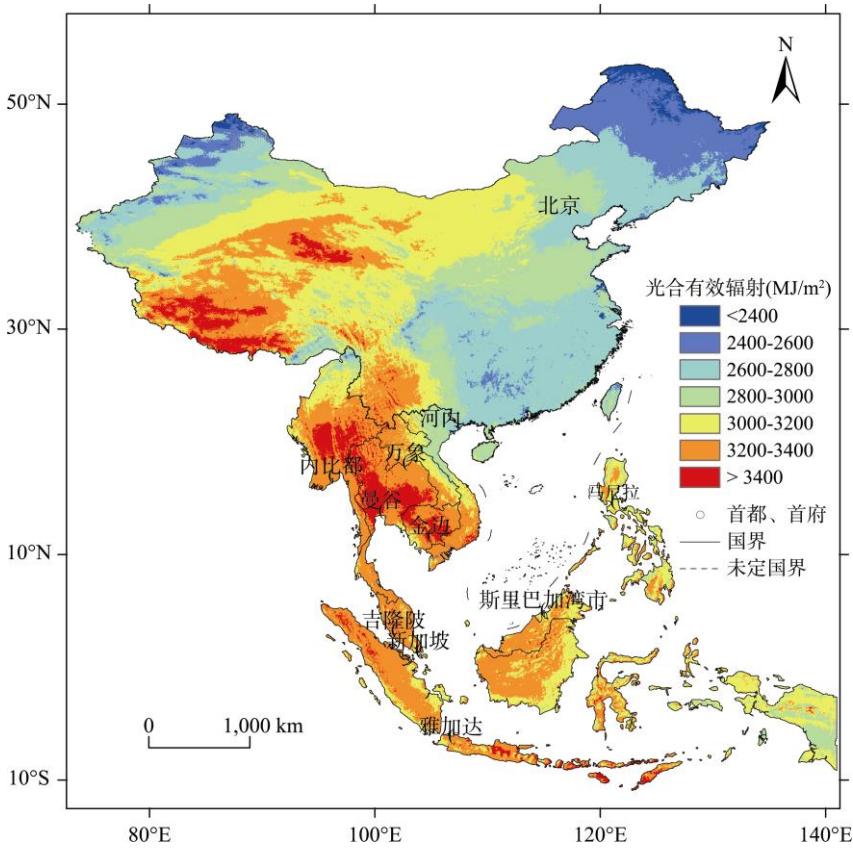 N
50°N
30°N
10°N
10°S
80°E
100°E
120°E
140°E
北京
河内
万象
内比都
曼谷
金边
马尼拉
斯里巴加湾市
吉隆陂
新加坡
雅加达
0 1,000 km
光合有效辐射(MJ/m²)
<2400
2400-2600
2600-2800
2800-3000
3000-3200
3200-3400
> 3400
首都、首府
国界
未定国界